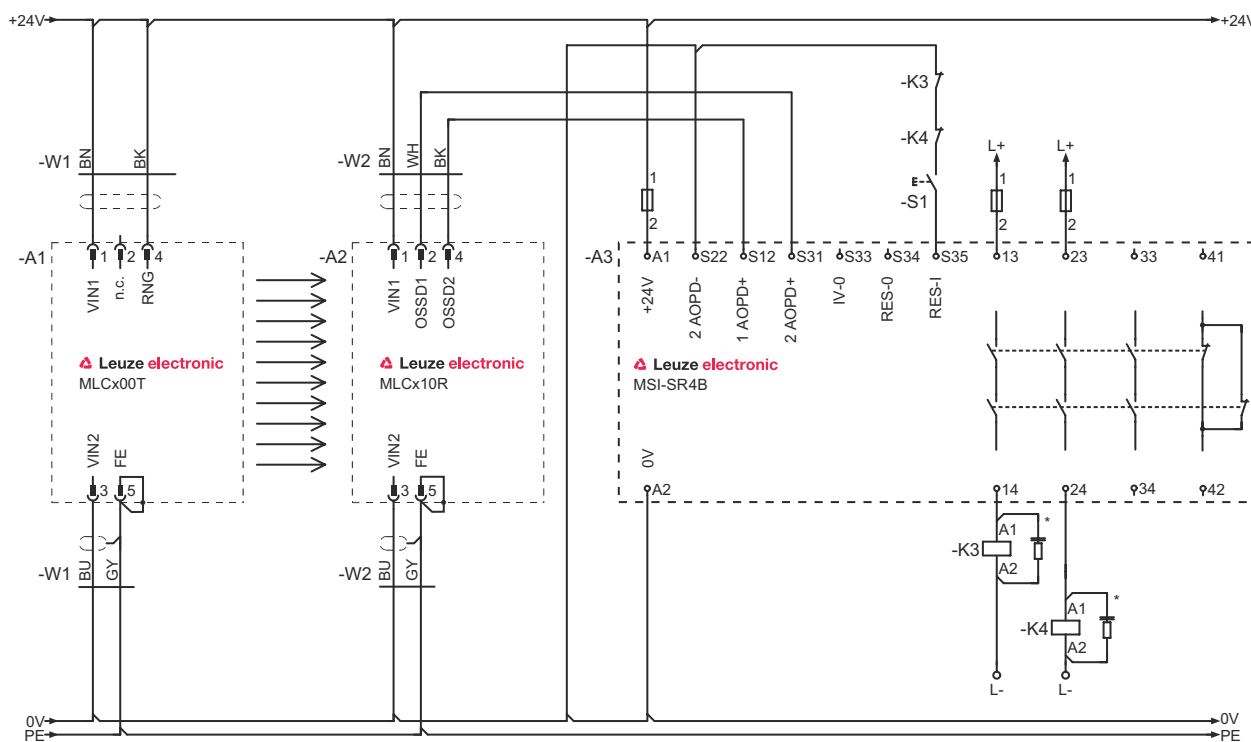 +24V
+24V
-K3
-K4
-S1
-W1
BN
BK
-W2
BN
WH
BK
1
2
L+
1
2
L+
1
2
-A1
1
2
4
VIN1
n.c.
RNG
-A2
1
2
4
VIN1
OSSD1
OSSD2
-A3
A1
S22
S12
S31
S33
S34
S35
13
23
33
41
+24V
2 AOPD-
1 AOPD+
2 AOPD+
IV-0
RES-0
RES-I
Leuze electronic
MLCx00T
Leuze electronic
MLCx10R
Leuze electronic
MSI-SR4B
VIN2
FE
3
5
VIN2
FE
3
5
0V
A2
14
24
34
42
-W1
BU
GY
-W2
BU
GY
-K3
A1
A2
*
-K4
A1
A2
*
L-
L-
0V
0V
PE
PE